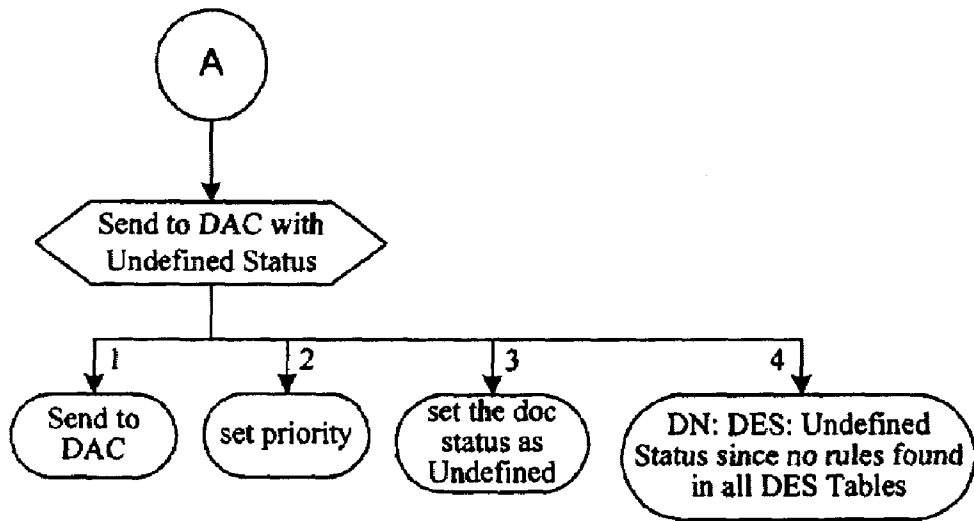 A
Send to DAC with
Undefined Status
1
2
3
4
Send to
DAC
set priority
set the doc
status as
Undefined
DN: DES: Undefined
Status since no rules found
in all DES Tables